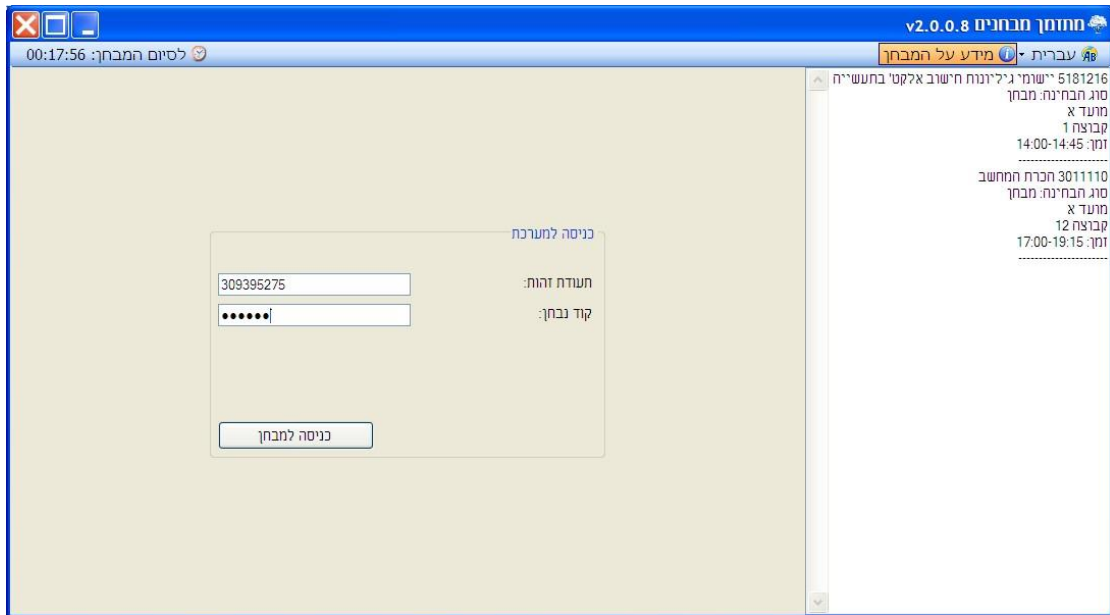 מחזמך מבחנים v2.0.0.8
עברית
מידע על המבחן
לסיום המבחן: 00:17:56
5181216 יישומי גיליונות חישוב אלקט' בתעשייה
סוג הבחינה: מבחן
מועד א
קבוצה 1
זמן: 14:00-14:45
----------------------
3011110 הכרת המחשב
סוג הבחינה: מבחן
מועד א
קבוצה 12
זמן: 17:00-19:15
----------------------
כניסה למערכת
תעודת זהות:
309395275
קוד נבחן:
••••••
כניסה למבחן